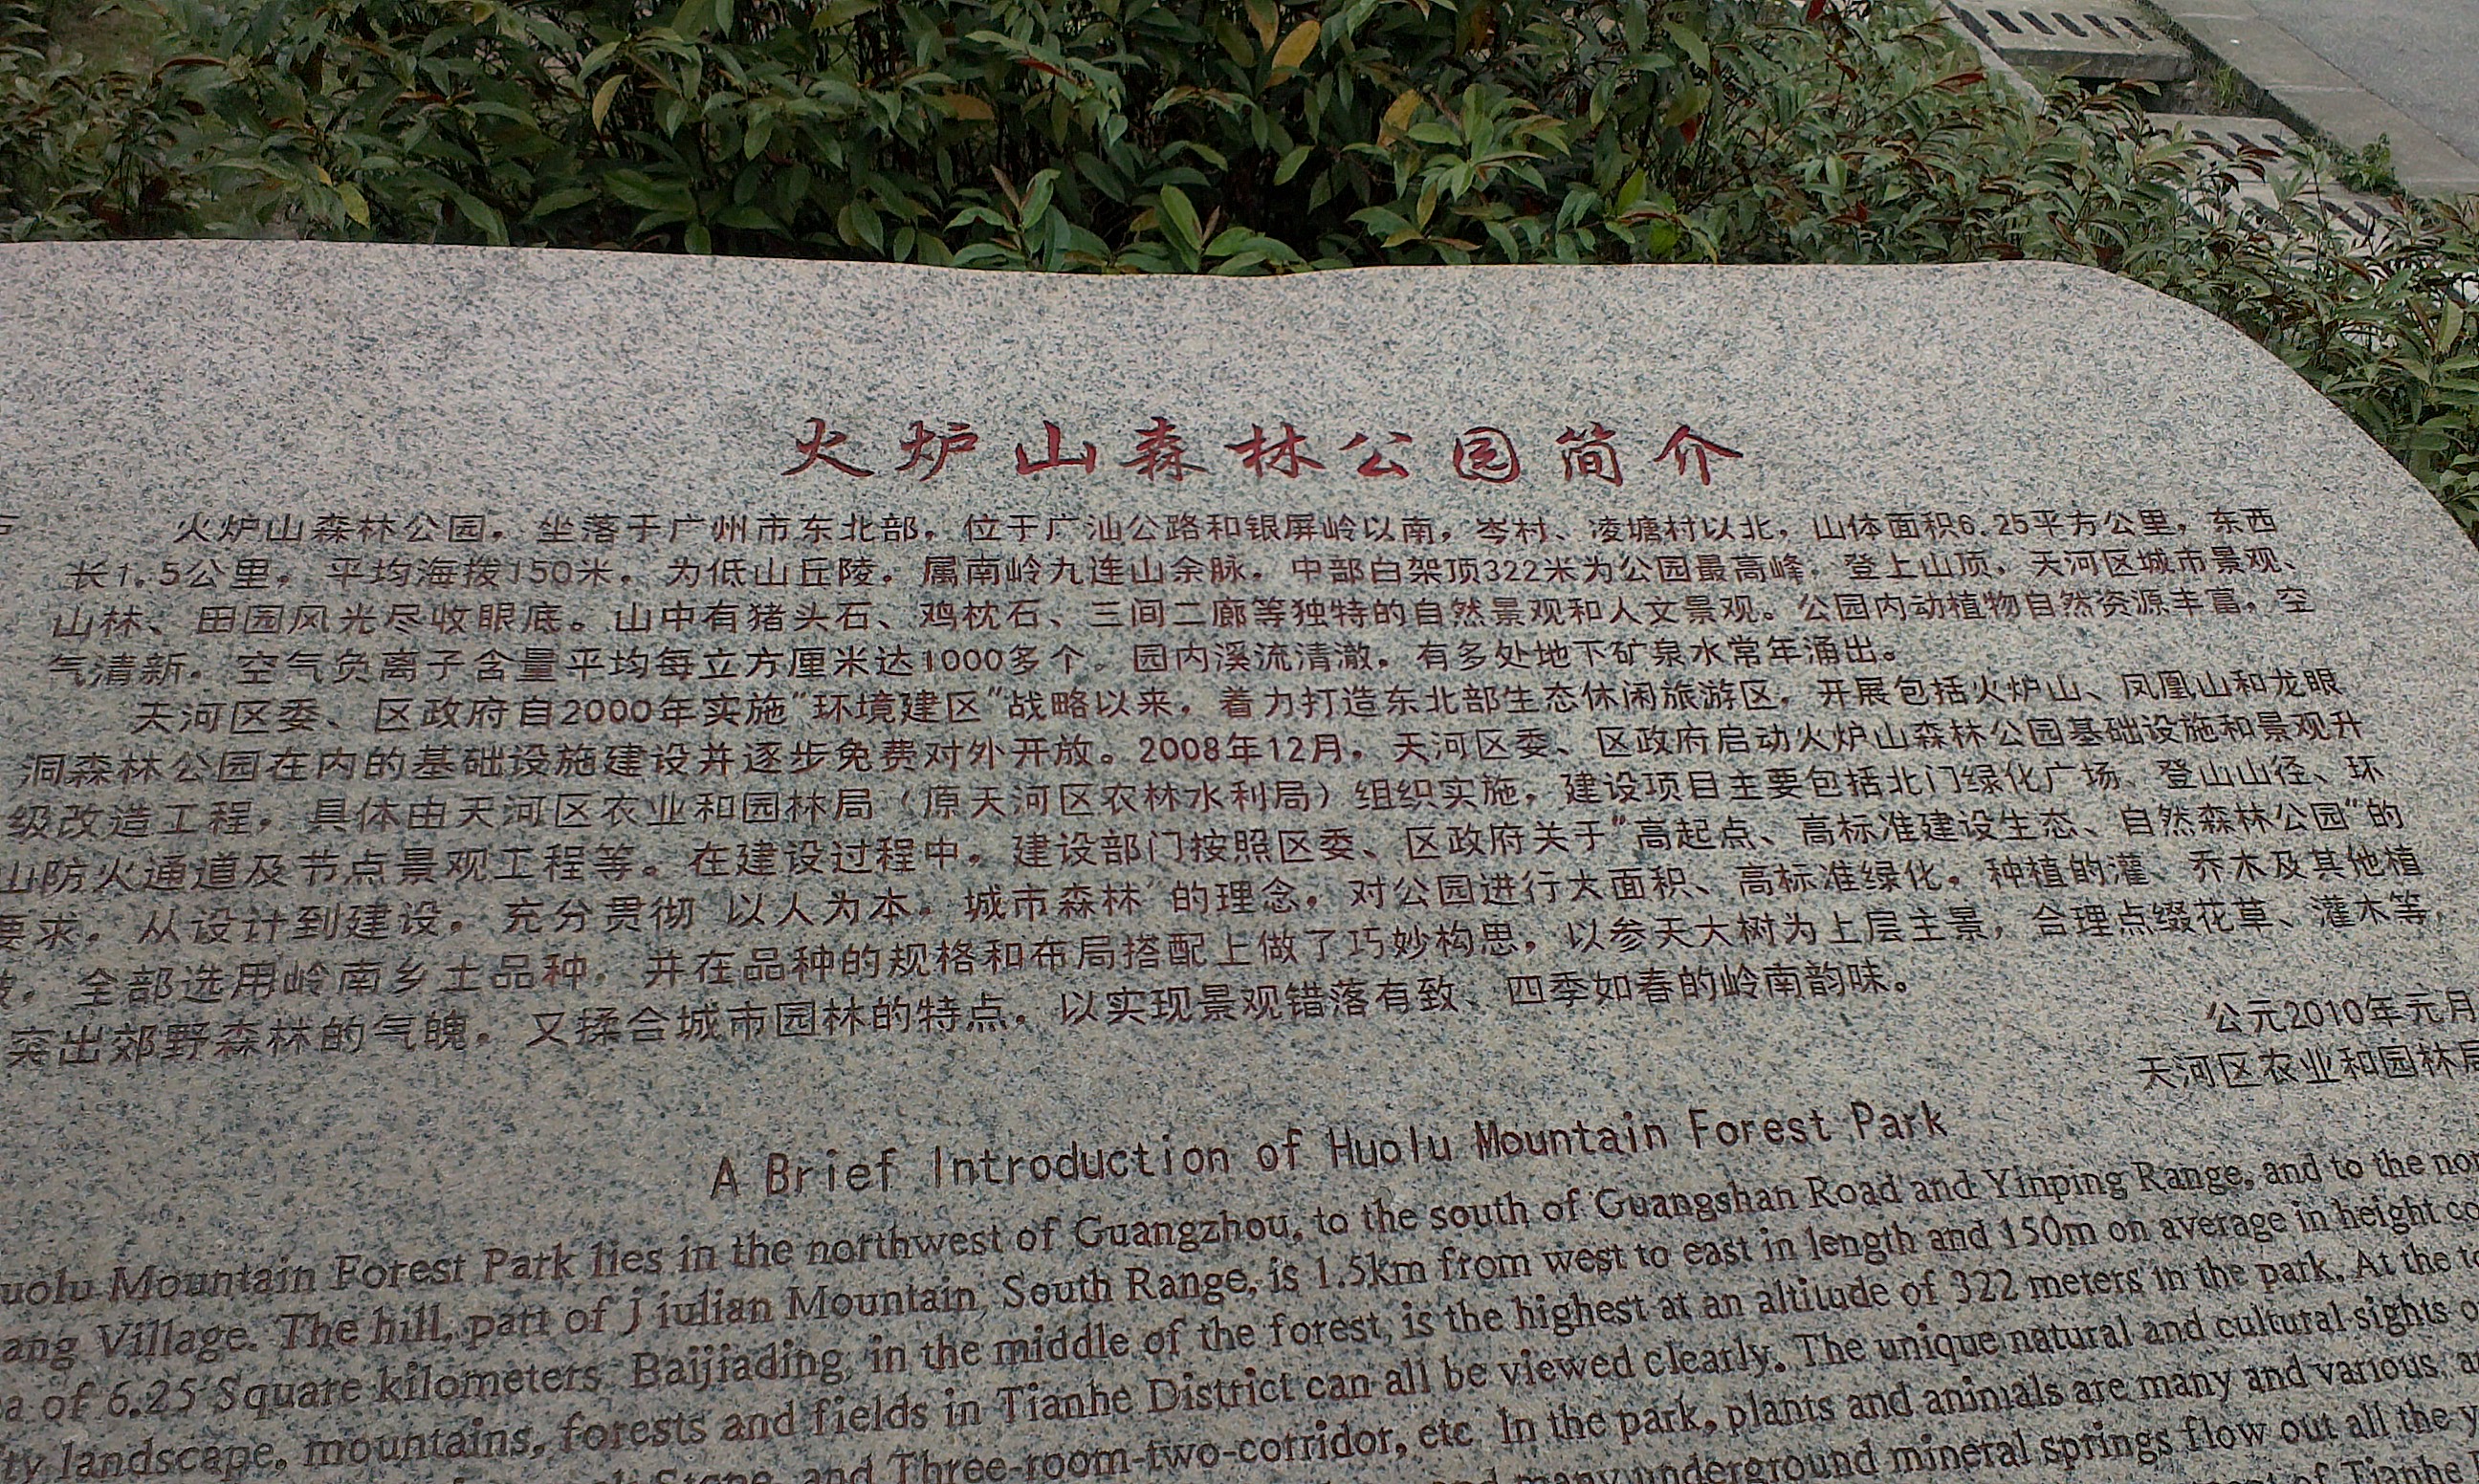 火炉山森林公园简介
火炉山森林公园，坐落于广州市东北部，位于广汕公路和银屏岭以南，岑村、凌塘村以北，山体面积6.25平方公里，东西
长1.5公里，平均海拔150米，为低山丘陵，属南岭九连山余脉，中部白架顶322米为公园最高峰，登上山顶，天河区城市景观、
山林、田园风光尽收眼底。山中有猪头石、鸡枕石、三间二廊等独特的自然景观和人文景观。公园内动植物自然资源丰富，空
气清新，空气负离子含量平均每立方厘米达1000多个。园内溪流清澈，有多处地下矿泉水常年涌出。
天河区委、区政府自2000年实施"环境建区"战略以来，着力打造东北部生态休闲旅游区，开展包括火炉山、凤凰山和龙眼
洞森林公园在内的基础设施建设并逐步免费对外开放。2008年12月，天河区委、区政府启动火炉山森林公园基础设施和景观升
级改造工程，具体由天河区农业和园林局（原天河区农林水利局）组织实施，建设项目主要包括北门绿化广场、登山山径、环
山防火通道及节点景观工程等。在建设过程中，建设部门按照区委、区政府关于"高起点、高标准建设生态、自然森林公园"的
要求，从设计到建设，充分贯彻 以人为本，城市森林"的理念，对公园进行大面积、高标准绿化，种植的灌、乔木及其他植
被，全部选用岭南乡土品种，并在品种的规格和布局搭配上做了巧妙构思，以参天大树为上层主景，合理点缀花草、灌木等，
突出郊野森林的气魄，又揉合城市园林的特点，以实现景观错落有致、四季如春的岭南韵味。
公元2010年元月
天河区农业和园林局
A Brief Introduction of Huolu Mountain Forest Park
uolu Mountain Forest Park lies in the northwest of Guangzhou, to the south of Guangshan Road and Yinping Range, and to the nor
ang Village. The hill, part of Jiulian Mountain, South Range, is 1.5km from west to east in length and 150m on average in height co
a of 6.25 Square kilometers. Baijiading, in the middle of the forest, is the highest at an altitude of 322 meters in the park. At the to
ty landscape, mountains, forests and fields in Tianhe District can all be viewed clearly. The unique natural and cultural sights o
Stone, and Three-room-two-corridor, etc. In the park, plants and animals are many and various, a
and many underground mineral springs flow out all the y
of Tianhe